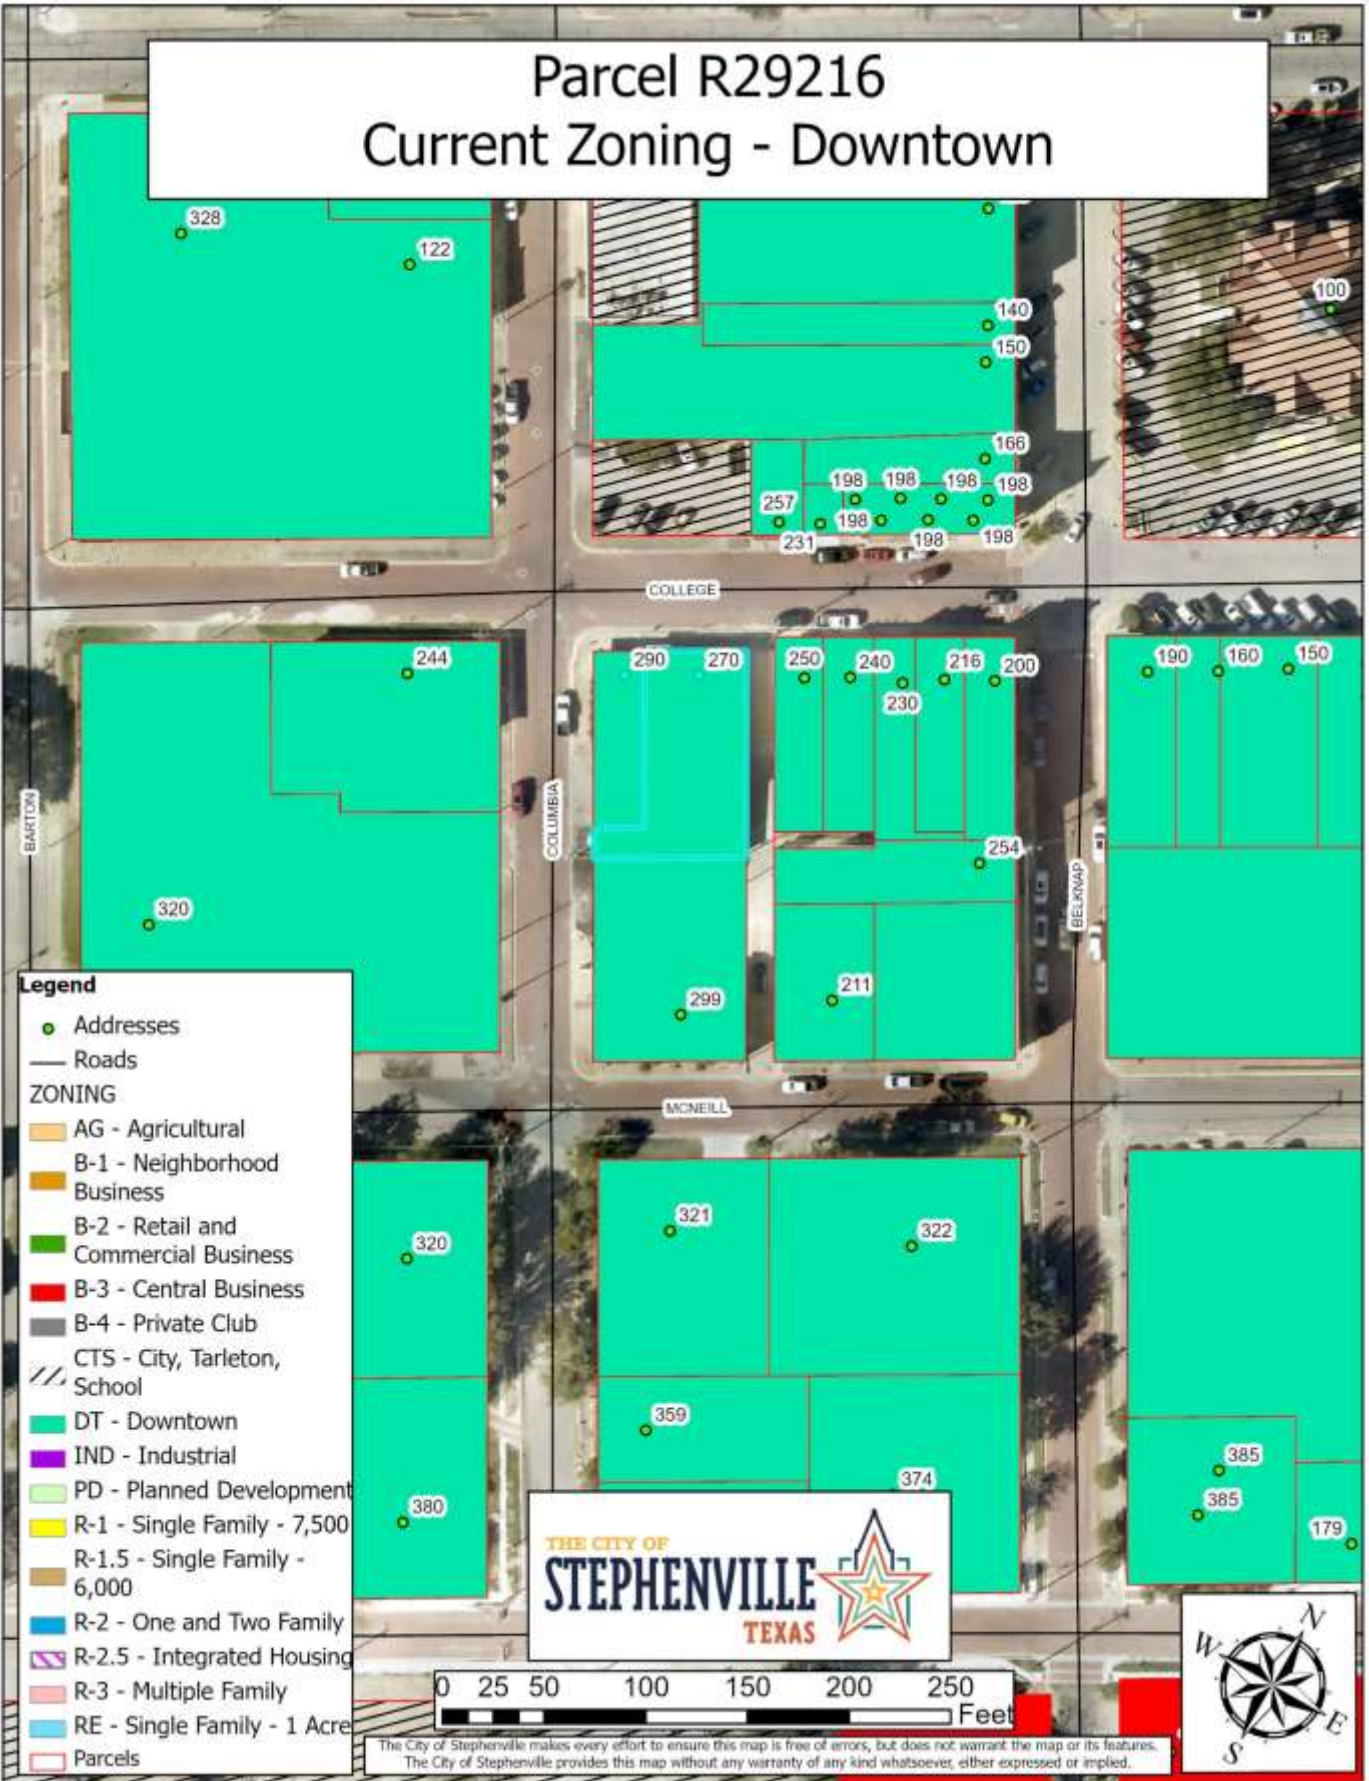 Parcel R29216
Current Zoning - Downtown
328
122
100
140
150
166
198
198
198
198
257
198
231
198
198
COLLEGE
244
290
270
250
240
216
200
190
160
150
230
BARTON
COLUMBIA
254
BELKNAP
320
211
299
MCNEILL
321
322
320
359
385
374
385
380
179
Legend
Addresses
Roads
ZONING
AG - Agricultural
B-1 - Neighborhood
Business
B-2 - Retail and
Commercial Business
B-3 - Central Business
B-4 - Private Club
CTS - City, Tarleton,
School
DT - Downtown
IND - Industrial
PD - Planned Development
R-1 - Single Family - 7,500
R-1.5 - Single Family -
6,000
R-2 - One and Two Family
R-2.5 - Integrated Housing
R-3 - Multiple Family
RE - Single Family - 1 Acre
Parcels
THE CITY OF
STEPHENVILLE
TEXAS
N
W
E
S
0 25 50 100 150 200 250
Feet
The City of Stephenville makes every effort to ensure this map is free of errors, but does not warrant the map or its features.
The City of Stephenville provides this map without any warranty of any kind whatsoever, either expressed or implied.